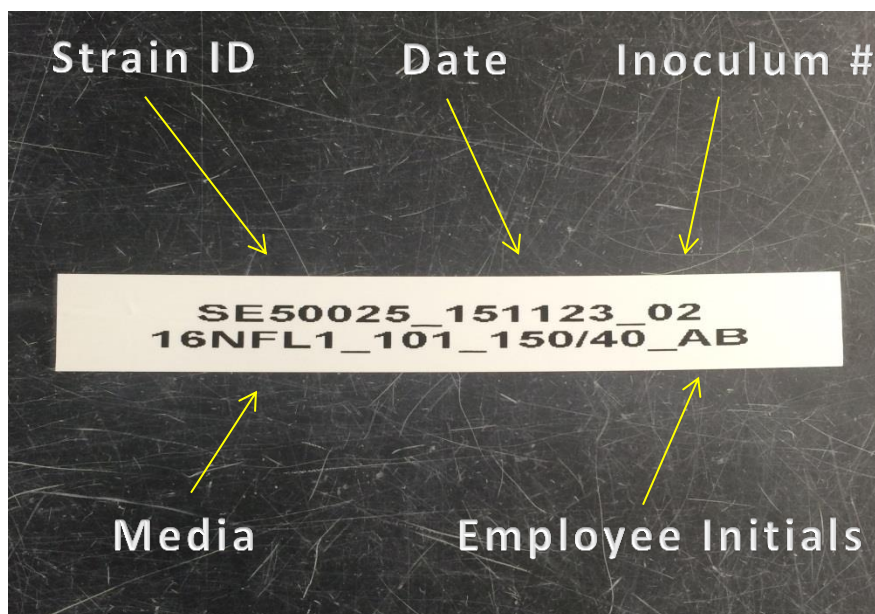 Strain ID Date Inoculum #
SE50025_151123_02
16NFL1_101_150/40_AB
Media Employee Initials